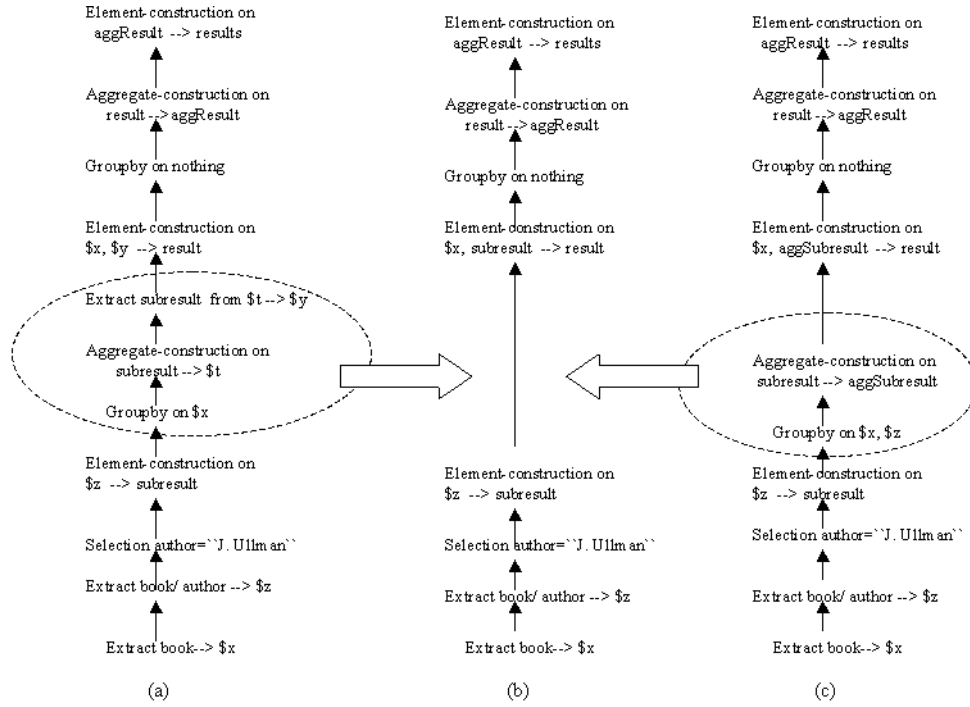 Element-construction on
aggResult --> results
Aggregate-construction on
result -->aggResult
Groupby on nothing
Element-construction on
$x, $y --> result
Extract subresult from $t--> $y
Aggregate-construction on
subresult --> $t
Groupby on $x
Element-construction on
$z --> subresult
Selection author=``J. Ullman``
Extract book/ author --> $z
Extract book--> $x
(a)
Element-construction on
aggResult --> results
Aggregate-construction on
result -->aggResult
Groupby on nothing
Element-construction on
$x, subresult --> result
Element-construction on
$z --> subresult
Selection author=``J. Ullman``
Extract book/ author --> $z
Extract book--> $x
(b)
Element-construction on
aggResult --> results
Aggregate-construction on
result -->aggResult
Groupby on nothing
Element-construction on
$x, aggSubresult --> result
Aggregate-construction on
subresult --> aggSubresult
Groupby on $x, $z
Element-construction on
$z --> subresult
Selection author=``J. Ullman``
Extract book/ author --> $z
Extract book--> $x
(c)